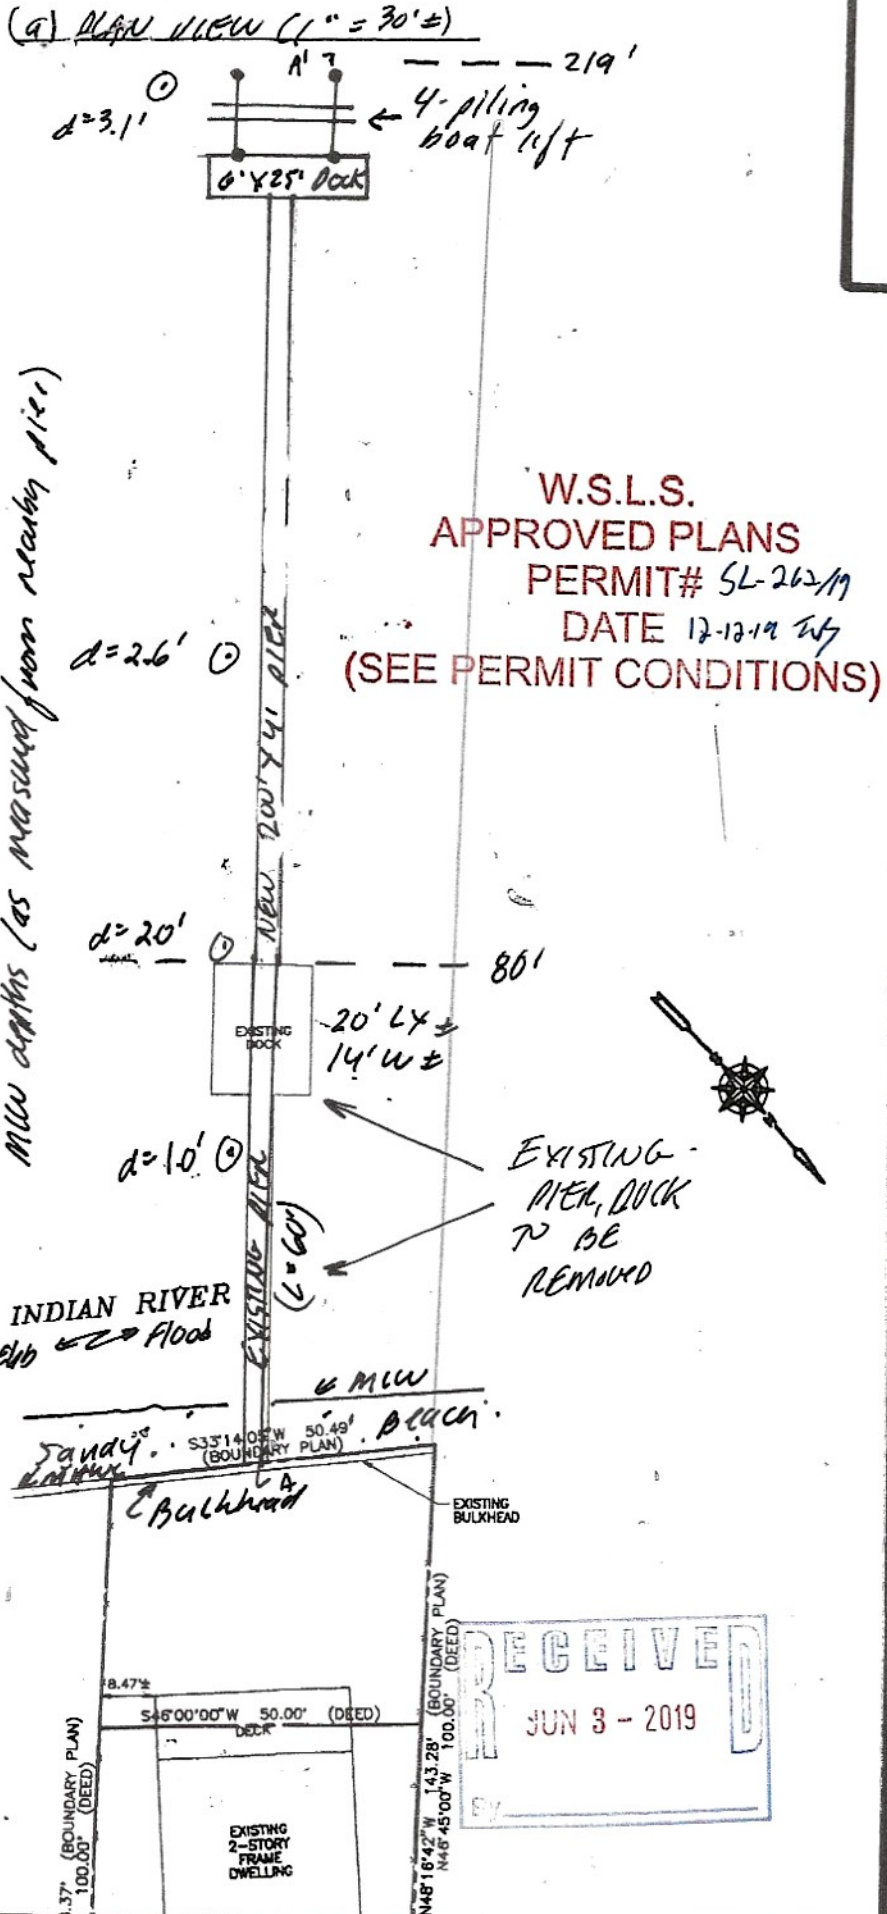 (a) PLAN VIEW (1" = 30'±)
A'
219'
d=3.1'
4-piling
boat lift
6'X25' Dock
MLW depths (as measured from nearby pier)
W.S.L.S.
APPROVED PLANS
PERMIT# SL-262/19
DATE 12-12-19
(SEE PERMIT CONDITIONS)
d=2.6'
NEW 200' X 4' PIER
d=2.0'
80'
EXISTING
DOCK
20' L X ±
14' W ±
d=1.0'
EXISTING
PIER, DOCK
TO BE
REMOVED
EXISTING PIER
(L=60')
INDIAN RIVER
Ebb Flood
MLW
Sandy Beach
S33°14'05"W 50.49'
(BOUNDARY PLAN)
A
Bulkhead
EXISTING
BULKHEAD
8.47'±
S46°00'00"W 50.00' (DEED)
DECK
EXISTING
2-STORY
FRAME
DWELLING
.37' (BOUNDARY PLAN)
100.00' (DEED)
N48°16'42"W 143.28' (BOUNDARY PLAN)
N46°45'00"W 100.00' (DEED)
RECEIVED
JUN 3 - 2019
BY